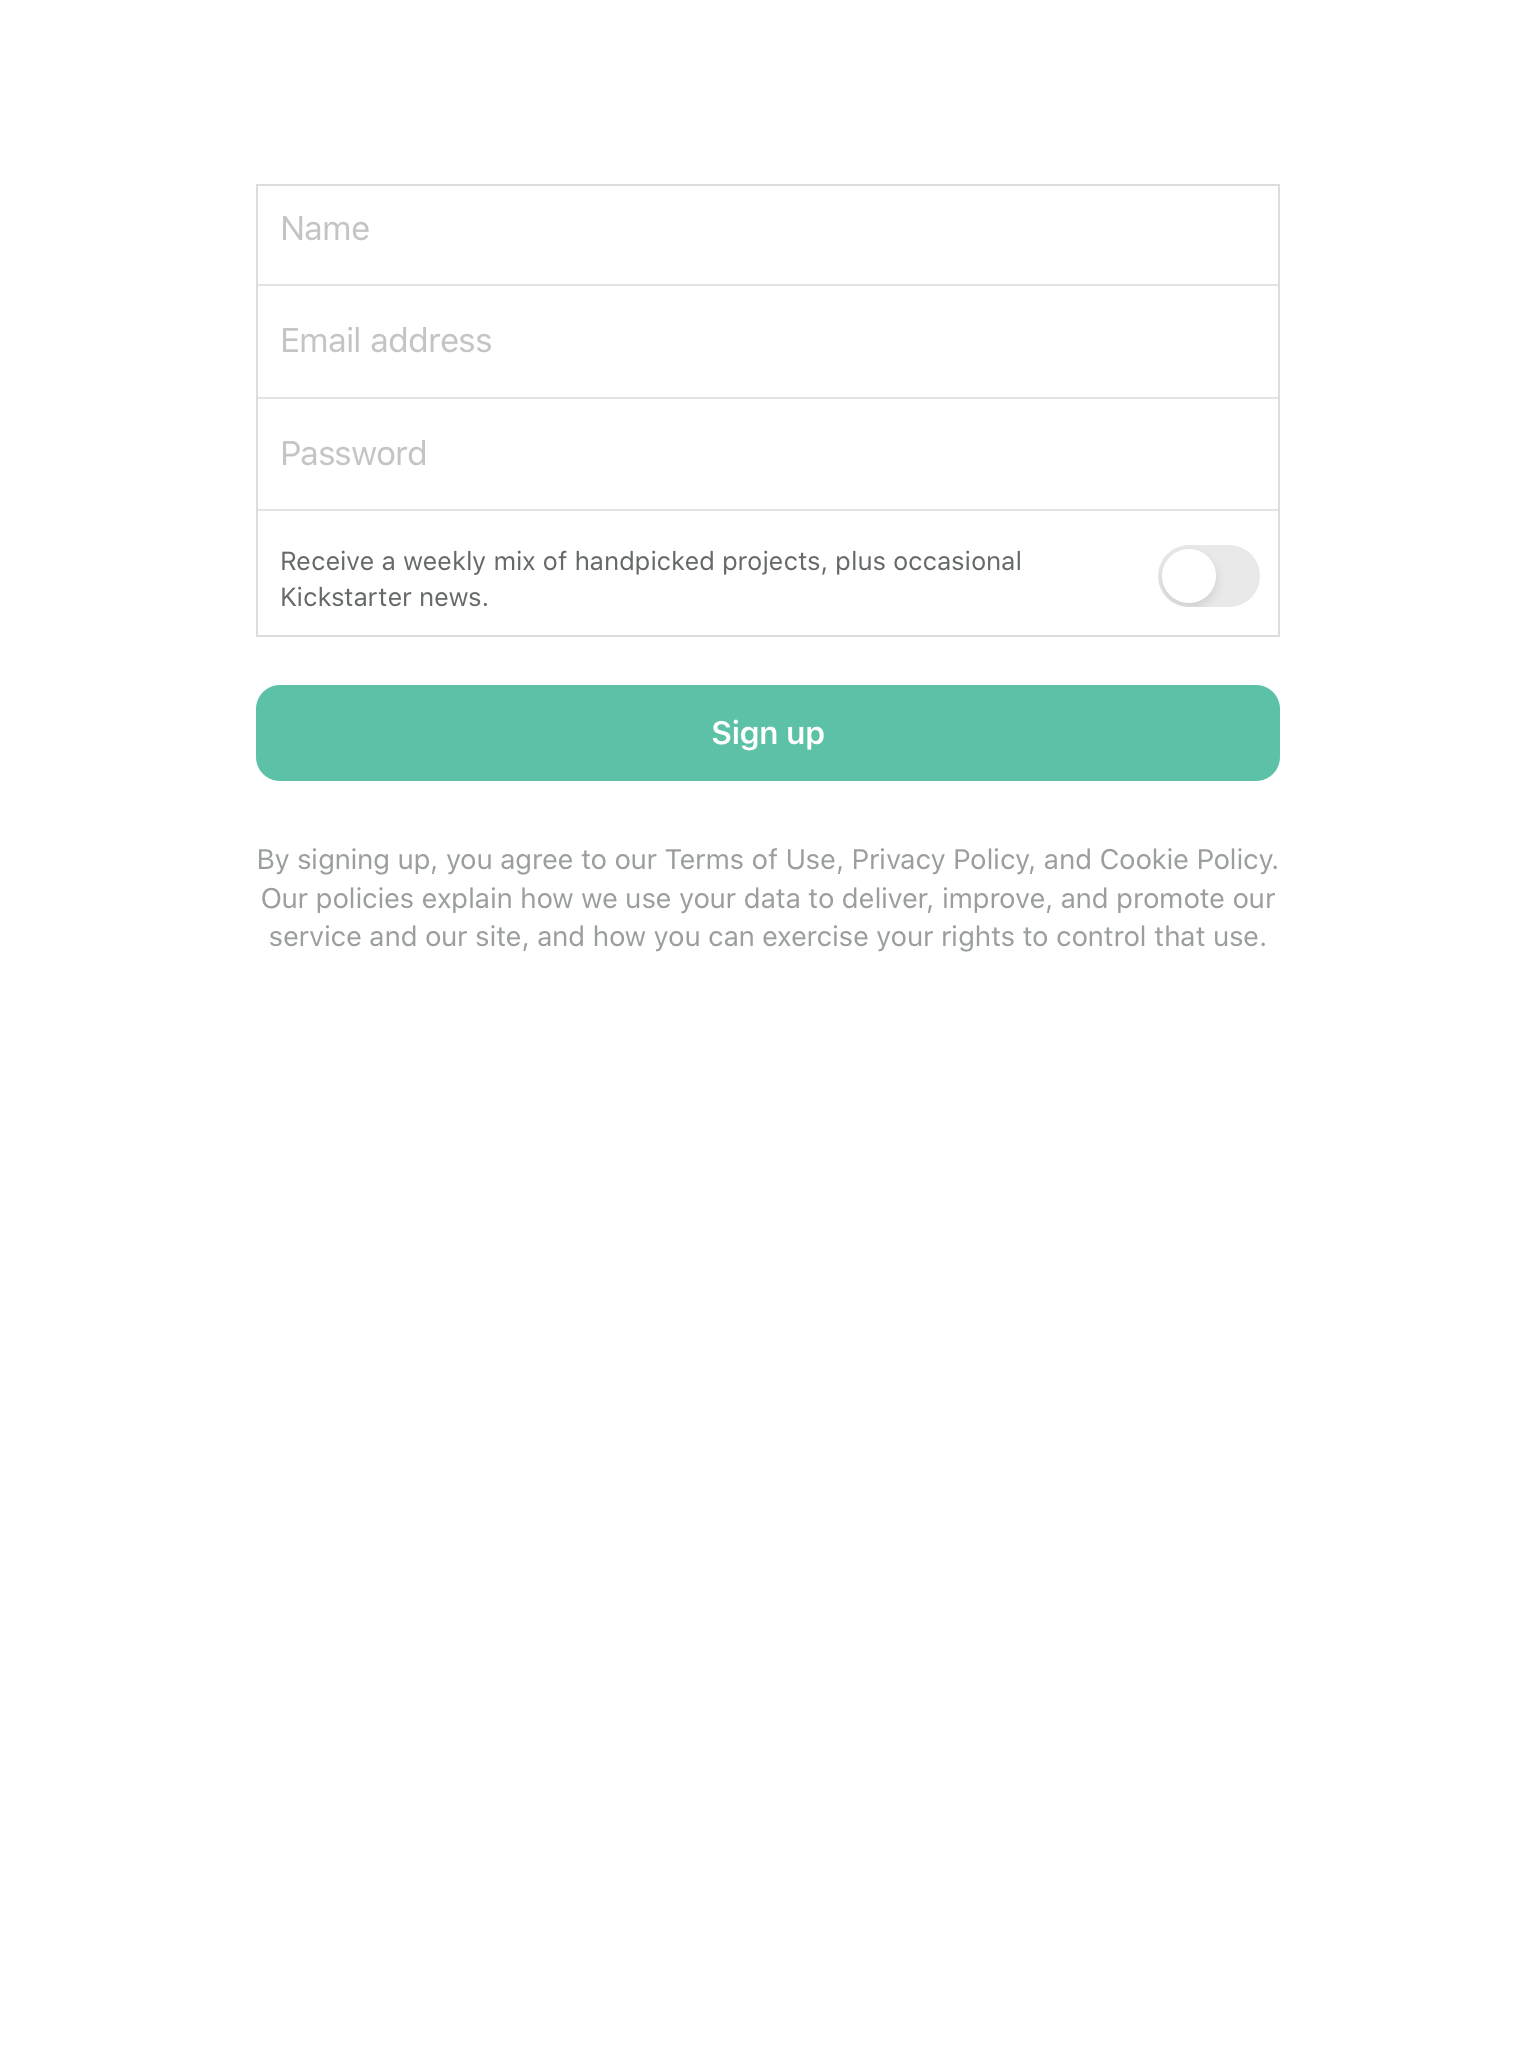 Name
Email address
Password
Receive a weekly mix of handpicked projects, plus occasional
Kickstarter news.
Sign up
By signing up, you agree to our Terms of Use, Privacy Policy, and Cookie Policy.
Our policies explain how we use your data to deliver, improve, and promote our
service and our site, and how you can exercise your rights to control that use.